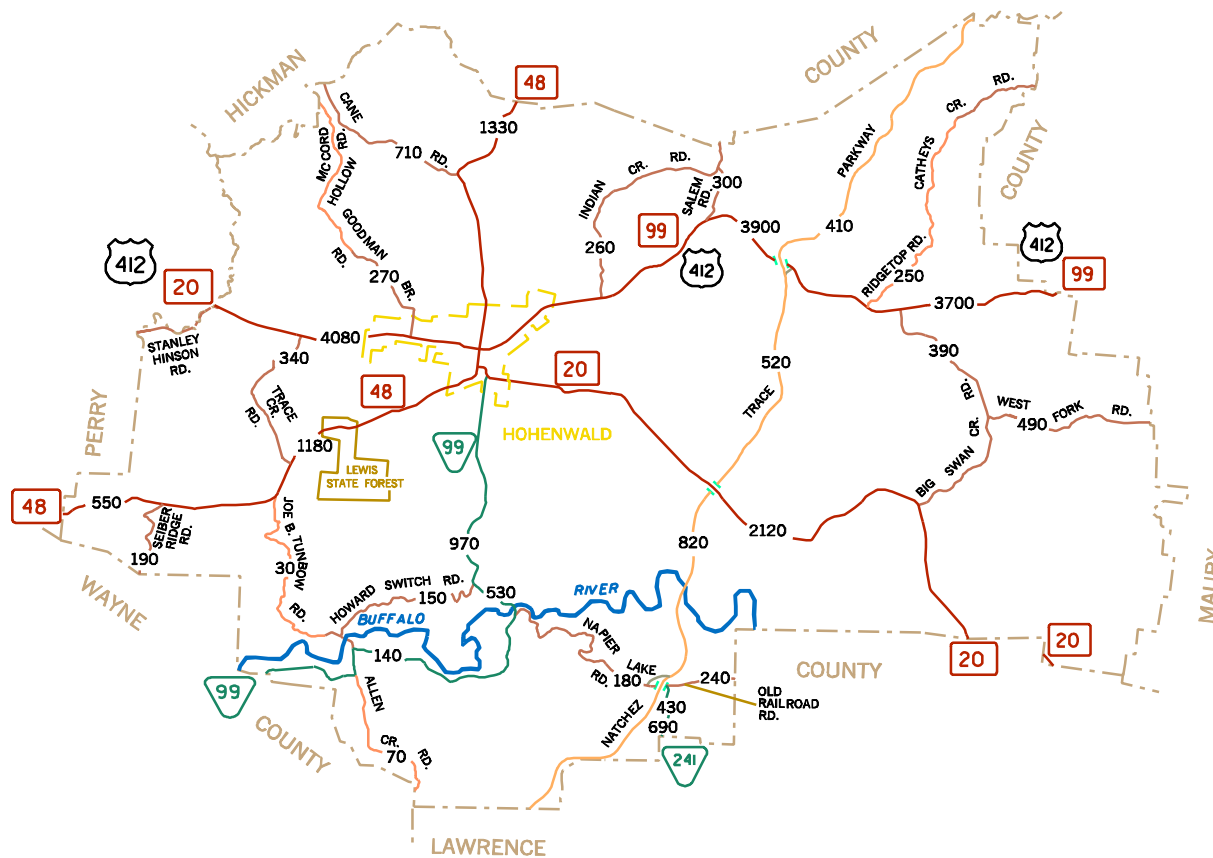 HICKMAN
COUNTY
48
1330
CANE
RD.
710
MC CORD
HOLLOW
RD.
GOODMAN
BR.
RD.
270
INDIAN
CR.
RD.
260
SALEM
RD.
300
99
412
3900
PARKWAY
410
CATHEYS
CR.
RD.
RIDGETOP RD.
250
COUNTY
412
99
3700
412
20
STANLEY
HINSON
RD.
4080
340
TRACE
CR.
RD.
48
20
520
TRACE
390
BIG SWAN CR. RD.
WEST
FORK
RD.
490
PERRY
1180
LEWIS
STATE FOREST
HOHENWALD
99
48
550
SEIBER
RIDGE
RD.
190
JOE B. TUNBOW
RD.
30
970
820
2120
WAYNE
HOWARD SWITCH RD.
150
530
BUFFALO
RIVER
NAPIER
LAKE
RD.
180
240
140
ALLEN
CR.
RD.
70
99
COUNTY
430
690
NATCHEZ
241
OLD
RAILROAD
RD.
COUNTY
20
20
MAURY
LAWRENCE